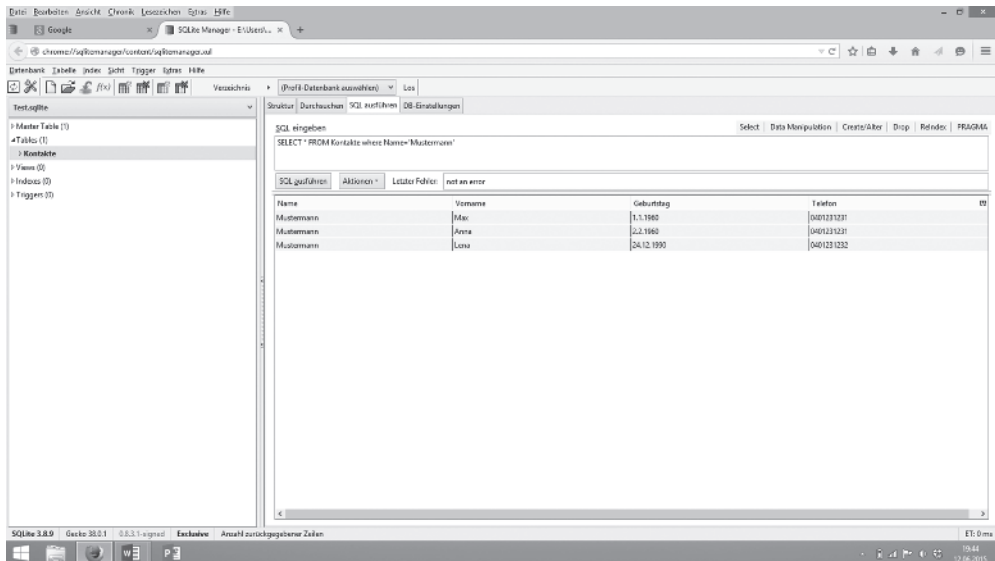 Datei Bearbeiten Ansicht Chronik Lesezeichen Extras Hilfe
Google
SQLite Manager - E:\Users\...
chrome://sqlitemanager/content/sqlitemanager.xul
Datenbank Tabelle Index Sicht Trigger Extras Hilfe
f(x) Verzeichnis (Profil-Datenbank auswählen) Los
Test.sqlite
Master Table (1)
Tables (1)
Kontakte
Views (0)
Indexes (0)
Triggers (0)
Struktur Durchsuchen SQL ausführen DB-Einstellungen
SQL eingeben Select Data Manipulation Create/Alter Drop ReIndex PRAGMA
SELECT * FROM Kontakte where Name='Mustermann'
SQL ausführen Aktionen Letzter Fehler: not an error
Name Vorname Geburtstag Telefon
Mustermann Max 1.1.1960 0401231231
Mustermann Anna 2.2.1960 0401231231
Mustermann Lena 24.12.1990 0401231232
SQLite 3.8.9 Gecko 38.0.1 0.8.3.1-signed Exclusive Anzahl zurückgegebener Zeilen ET: 0 ms
19:44
12.06.2015